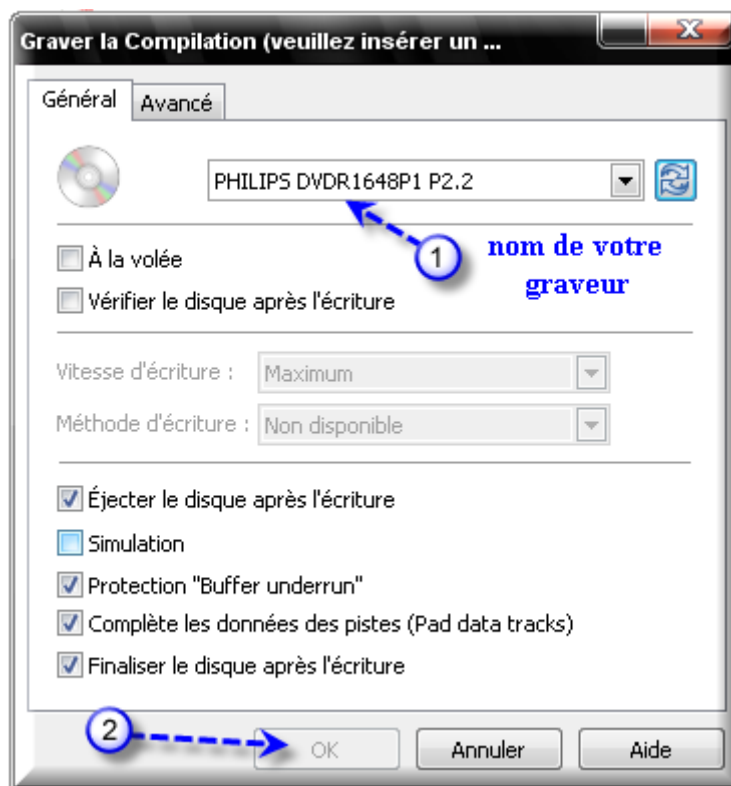 Graver la Compilation (veuillez insérer un ...
Général
Avancé
PHILIPS DVDR1648P1 P2.2
1
nom de votre
graveur
À la volée
Vérifier le disque après l'écriture
Vitesse d'écriture :
Maximum
Méthode d'écriture :
Non disponible
Éjecter le disque après l'écriture
Simulation
Protection "Buffer underrun"
Complète les données des pistes (Pad data tracks)
Finaliser le disque après l'écriture
2
OK
Annuler
Aide